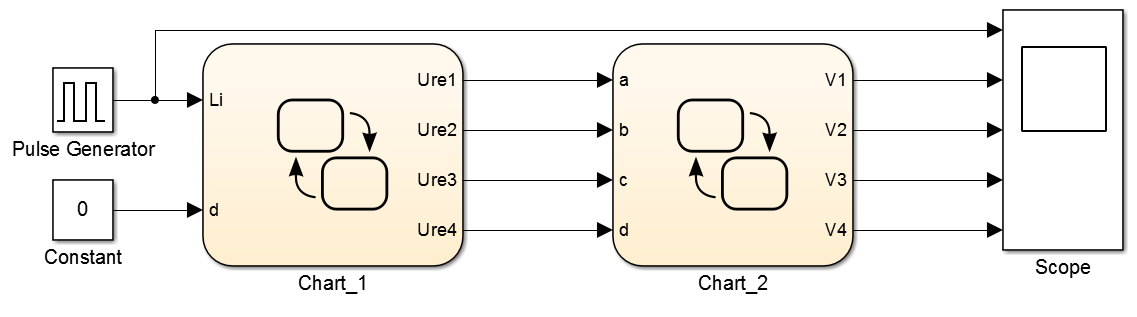 Ure1
a
V1
Li
Ure2
b
V2
Pulse Generator
Ure3
c
V3
0
d
Ure4
d
V4
Constant
Chart_1
Chart_2
Scope